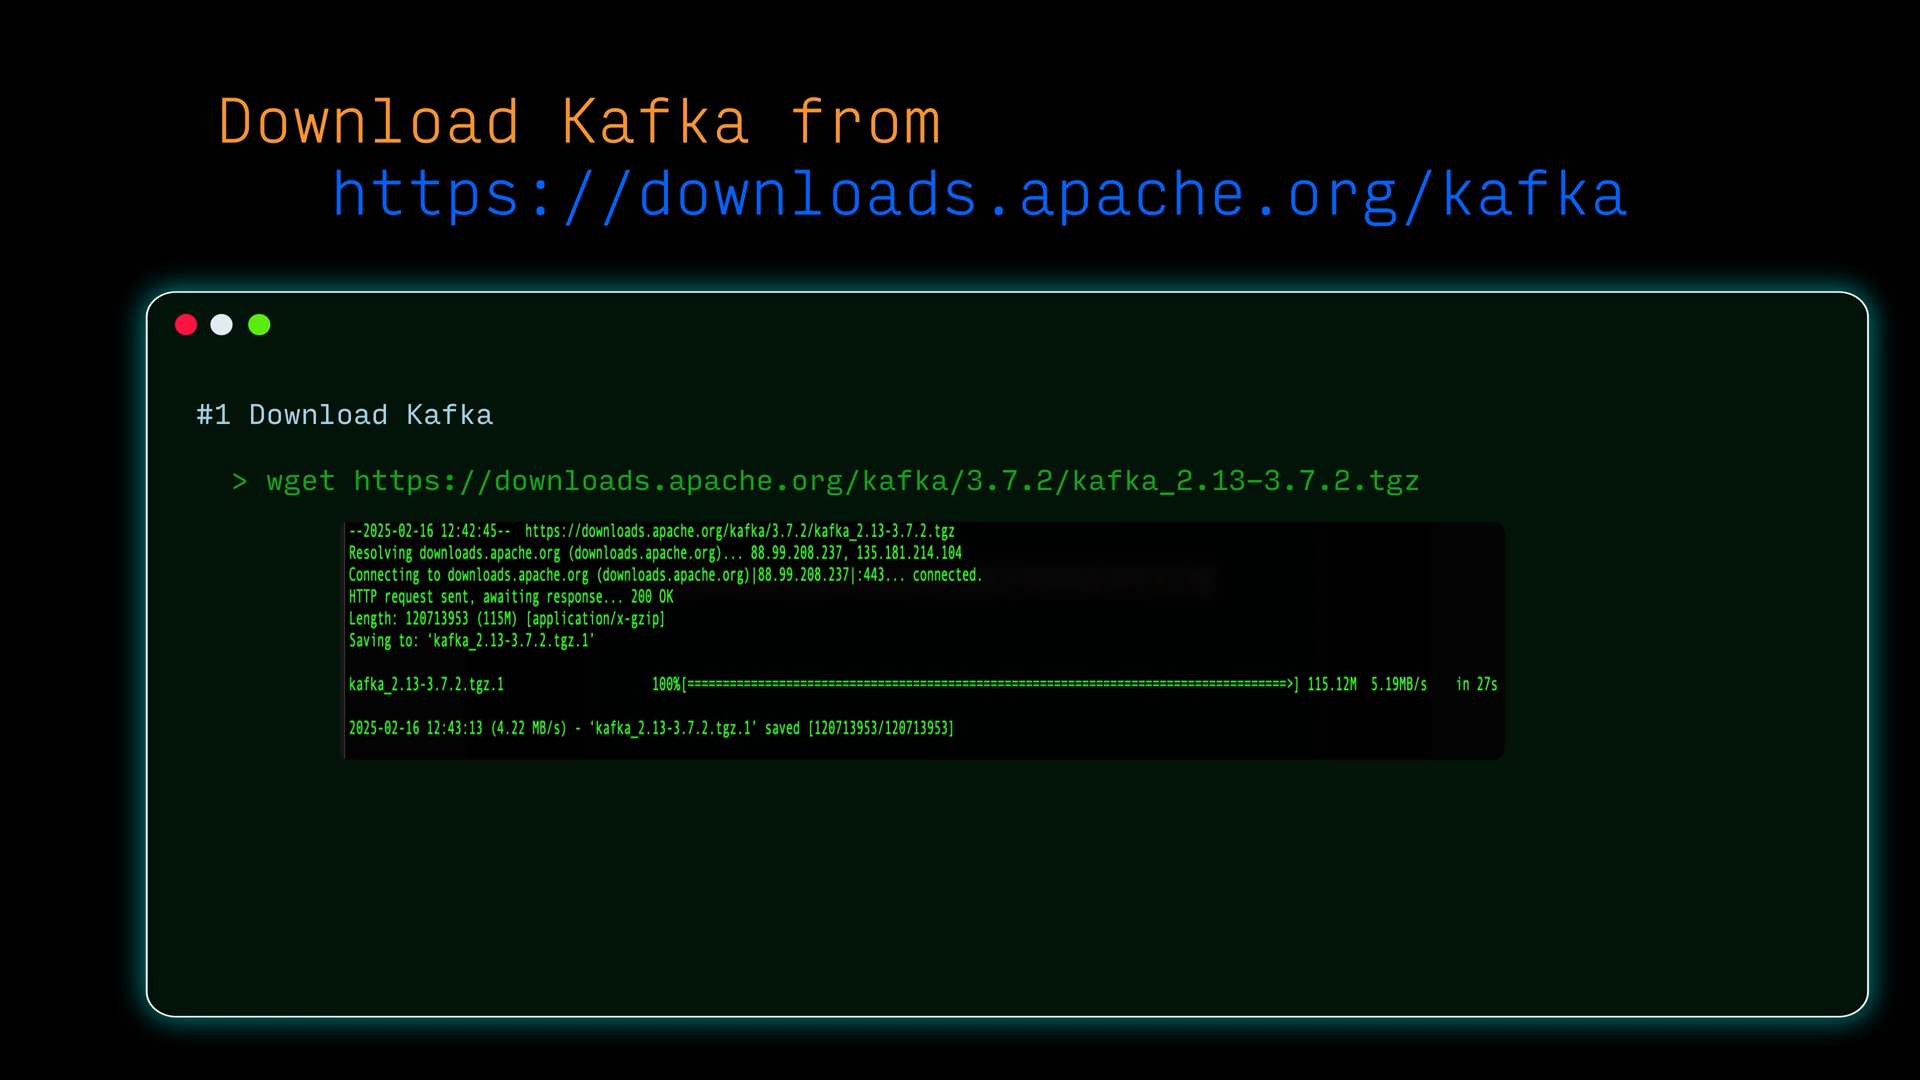 Download Kafka from
https://downloads.apache.org/kafka
#1 Download Kafka
> wget https://downloads.apache.org/kafka/3.7.2/kafka_2.13-3.7.2.tgz
--2025-02-16 12:42:45--  https://downloads.apache.org/kafka/3.7.2/kafka_2.13-3.7.2.tgz
Resolving downloads.apache.org (downloads.apache.org)... 88.99.208.237, 135.181.214.104
Connecting to downloads.apache.org (downloads.apache.org)|88.99.208.237|:443... connected.
HTTP request sent, awaiting response... 200 OK
Length: 120713953 (115M) [application/x-gzip]
Saving to: ‘kafka_2.13-3.7.2.tgz.1’
kafka_2.13-3.7.2.tgz.1 100%[=====================================================================================>] 115.12M 5.19MB/s in 27s
2025-02-16 12:43:13 (4.22 MB/s) - ‘kafka_2.13-3.7.2.tgz.1’ saved [120713953/120713953]